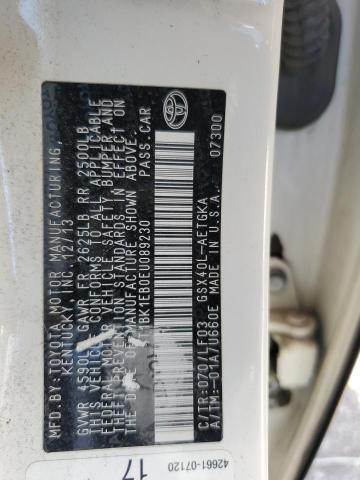 MFD.BY:TOYOTA MOTOR MANUFACTURING,
KENTUCKY, INC. 12/13
GVWR 4590LB GAWR FR 2625LB RR 2500LB
THIS VEHICLE CONFORMS TO ALL APPLICABLE
FEDERAL MOTOR VEHICLE SAFETY, BUMPER AND
THEFT PREVENTION STANDARDS IN EFFECT ON
THE DATE OF MANUFACTURE SHOWN ABOVE.
BK1EB0EU089230 PASS.CAR
C/TR:070/LF03 GSX40L-AETGKA
A/TM:-01A/U660E MADE IN U.S.A. 07300
42661-07120
17